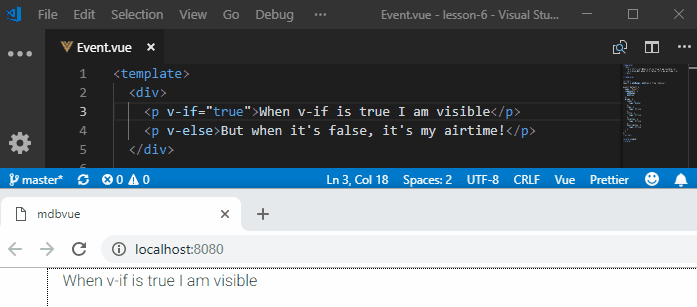 File Edit Selection View Go Debug ... Event.vue - lesson-6 - Visual Stu...
Event.vue
1 <template>
2 <div>
3 <p v-if="true">When v-if is true I am visible</p>
4 <p v-else>But when it's false, it's my airtime!</p>
5 </div>
master* 0 0 Ln 3, Col 18 Spaces: 2 UTF-8 CRLF Vue Prettier
mdbvue
localhost:8080
When v-if is true I am visible